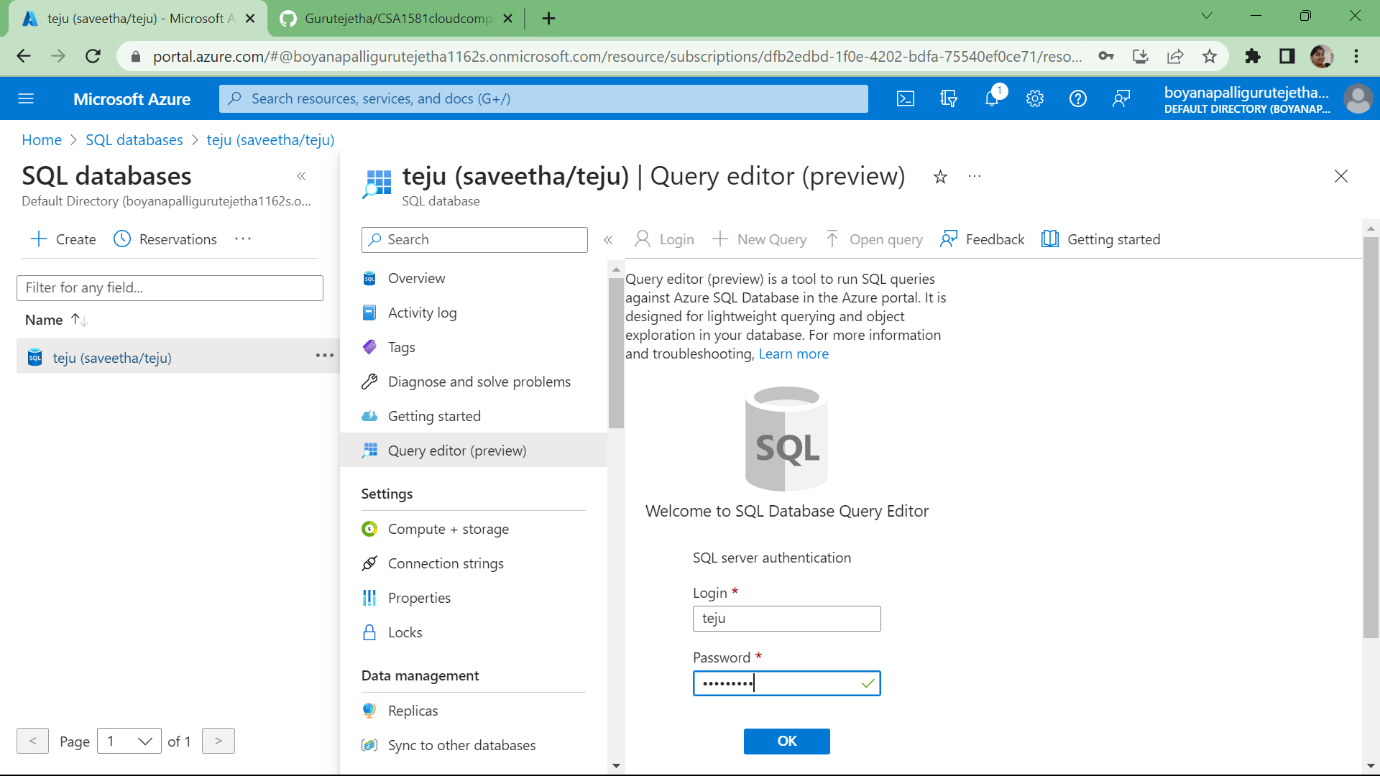 teju (saveetha/teju) - Microsoft A
Gurutejetha/CSA1581cloudcomp
portal.azure.com/#@boyanapalligurutejetha1162s.onmicrosoft.com/resource/subscriptions/dfb2edbd-1f0e-4202-bdfa-75540ef0ce71/reso...
Microsoft Azure
Search resources, services, and docs (G+/)
1
boyanapalligurutejetha...
DEFAULT DIRECTORY (BOYANAP...
Home > SQL databases > teju (saveetha/teju)
SQL databases
Default Directory (boyanapalligurutejetha1162s.o...
Create
Reservations
...
Filter for any field...
Name
SQL
teju (saveetha/teju)
...
< Page 1 of 1 >
teju (saveetha/teju) | Query editor (preview)
...
SQL database
Search
Overview
Activity log
Tags
Diagnose and solve problems
Getting started
Query editor (preview)
Settings
Compute + storage
Connection strings
Properties
Locks
Data management
Replicas
Sync to other databases
Login
New Query
Open query
Feedback
Getting started
Query editor (preview) is a tool to run SQL queries
against Azure SQL Database in the Azure portal. It is
designed for lightweight querying and object
exploration in your database. For more information
and troubleshooting, Learn more
SQL
Welcome to SQL Database Query Editor
SQL server authentication
Login *
teju
Password *
•••••••••
OK